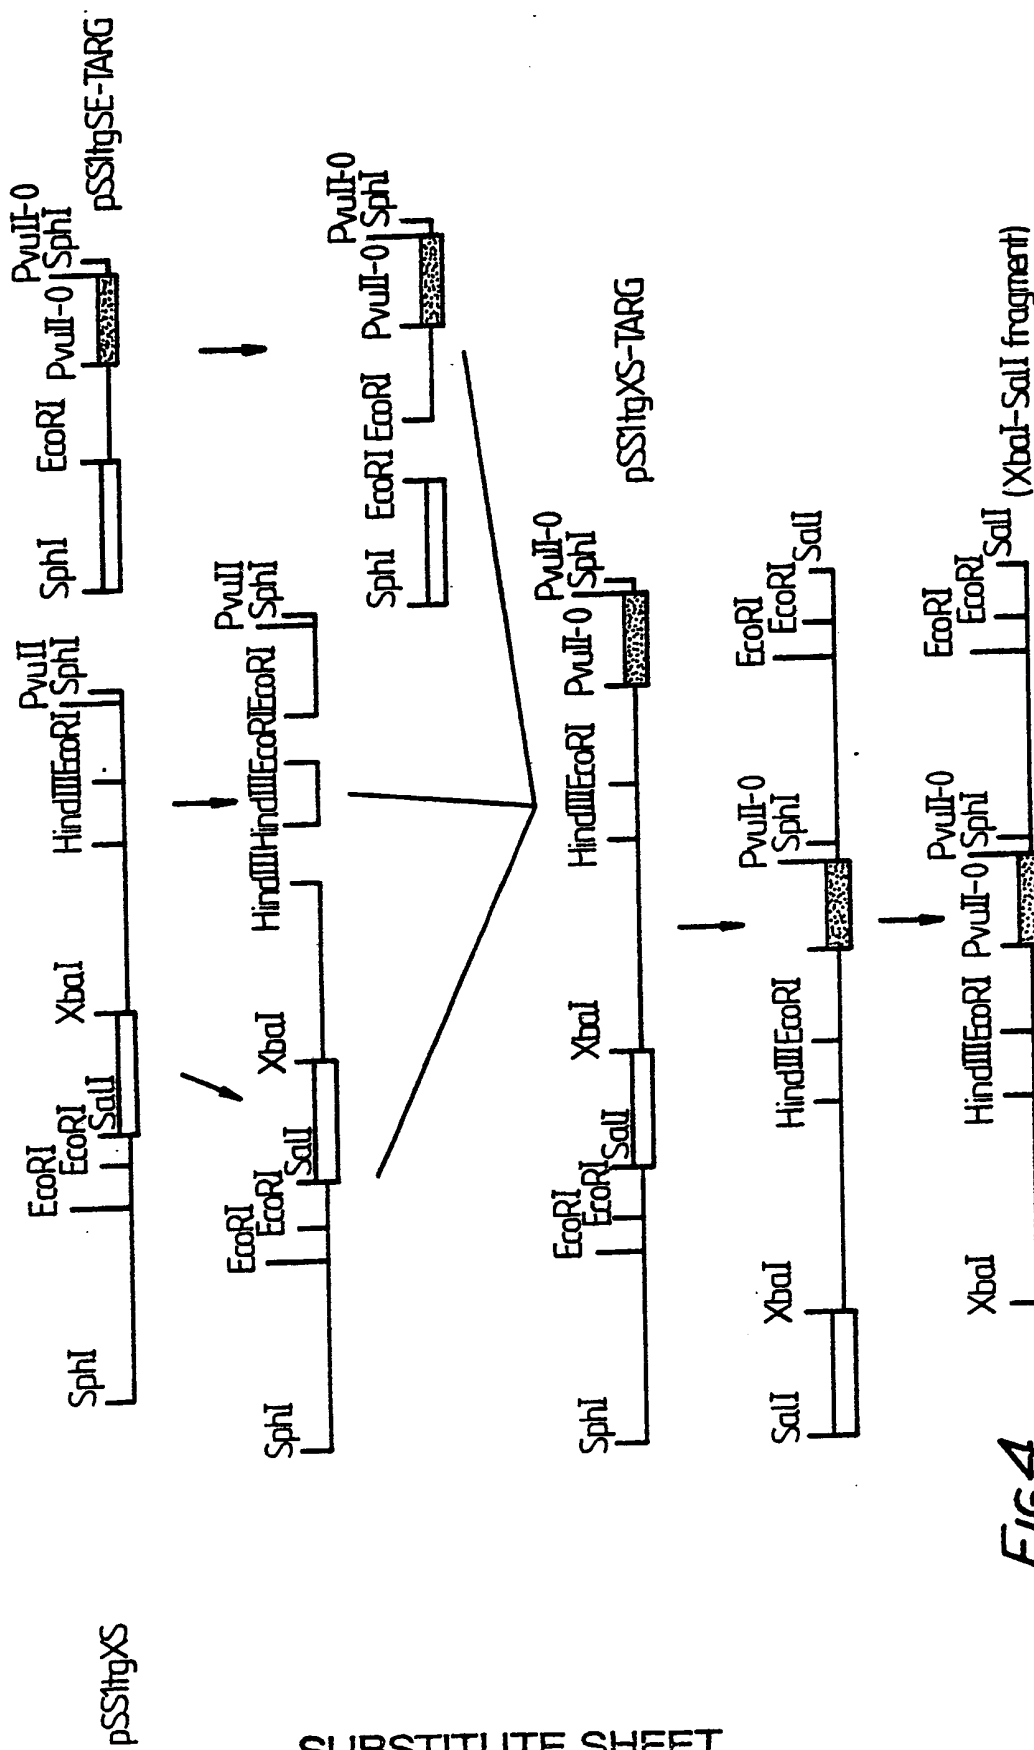 pSS1tgXS
SphI EcoRI EcoRI SalI XbaI HindIII EcoRI PvuII SphI
SphI EcoRI PvuII-0 PvuII-0 SphI
pSS1tgSE-TARG
SphI EcoRI EcoRI SalI XbaI HindIII HindIII EcoRI EcoRI PvuII SphI
SphI EcoRI EcoRI PvuII-0 PvuII-0 SphI
SphI EcoRI EcoRI SalI XbaI HindIII EcoRI PvuII-0 PvuII-0 SphI
pSS1tgXS-TARG
SalI XbaI HindIII EcoRI PvuII-0 SphI EcoRI EcoRI SalI
XbaI HindIII EcoRI PvuII-0 PvuII-0 SphI EcoRI EcoRI SalI
(XbaI-SalI fragment)
FIG.4
SUBSTITUTE SHEET